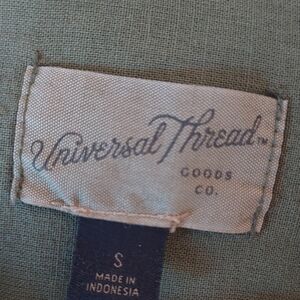 Universal Thread™
GOODS
CO.
S
MADE IN
INDONESIA